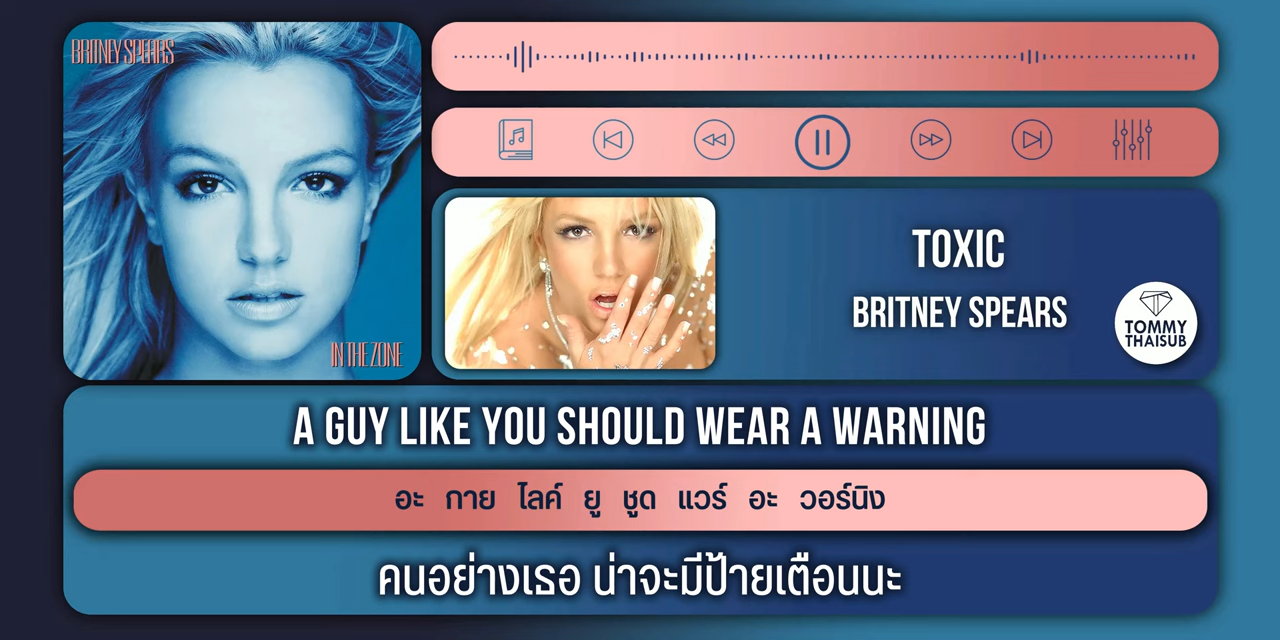 BRITNEY SPEARS
IN THE ZONE
TOXIC
BRITNEY SPEARS
TOMMY
THAISUB
A GUY LIKE YOU SHOULD WEAR A WARNING
อะ กาย ไลค์ ยู ชูด แวร์ อะ วอร์นิง
คนอย่างเธอ น่าจะมีป้ายเตือนนะ